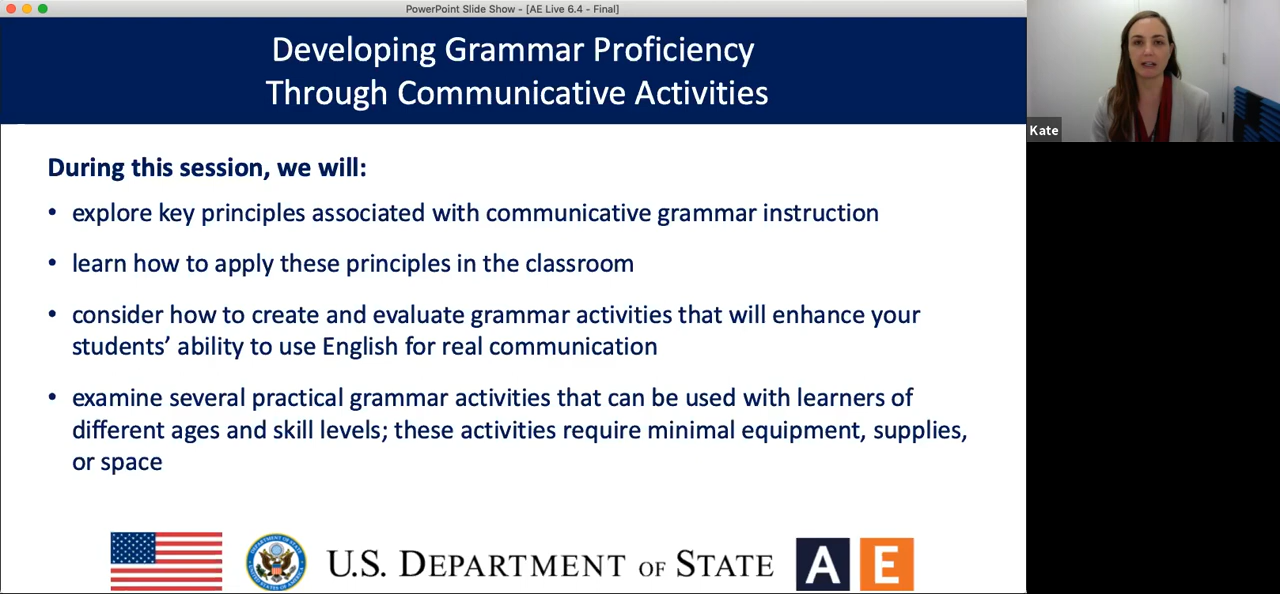 PowerPoint Slide Show - [AE Live 6.4 - Final]
Developing Grammar Proficiency
Through Communicative Activities
Kate
During this session, we will:
• explore key principles associated with communicative grammar instruction
• learn how to apply these principles in the classroom
• consider how to create and evaluate grammar activities that will enhance your
students’ ability to use English for real communication
• examine several practical grammar activities that can be used with learners of
different ages and skill levels; these activities require minimal equipment, supplies,
or space
U.S. DEPARTMENT OF STATE
A E